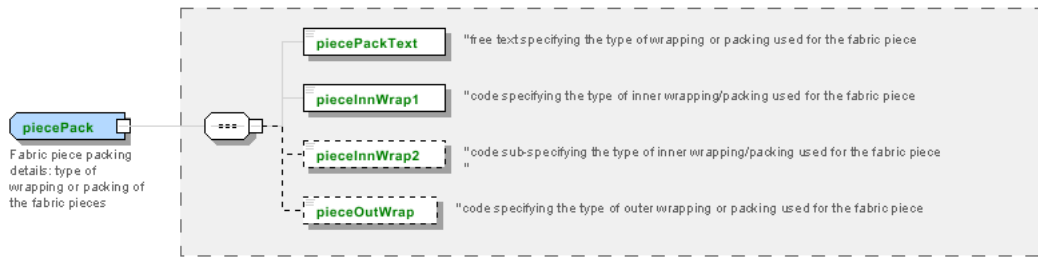 piecePackText
"free text specifying the type of wrapping or packing used for the fabric piece
pieceInnWrap1
"code specifying the type of inner wrapping/packing used for the fabric piece
piecePack
Fabric piece packing
details: type of
wrapping or packing of
the fabric pieces
pieceInnWrap2
"code sub-specifying the type of inner wrapping/packing used for the fabric piece
"
pieceOutWrap
"code specifying the type of outer wrapping or packing used for the fabric piece